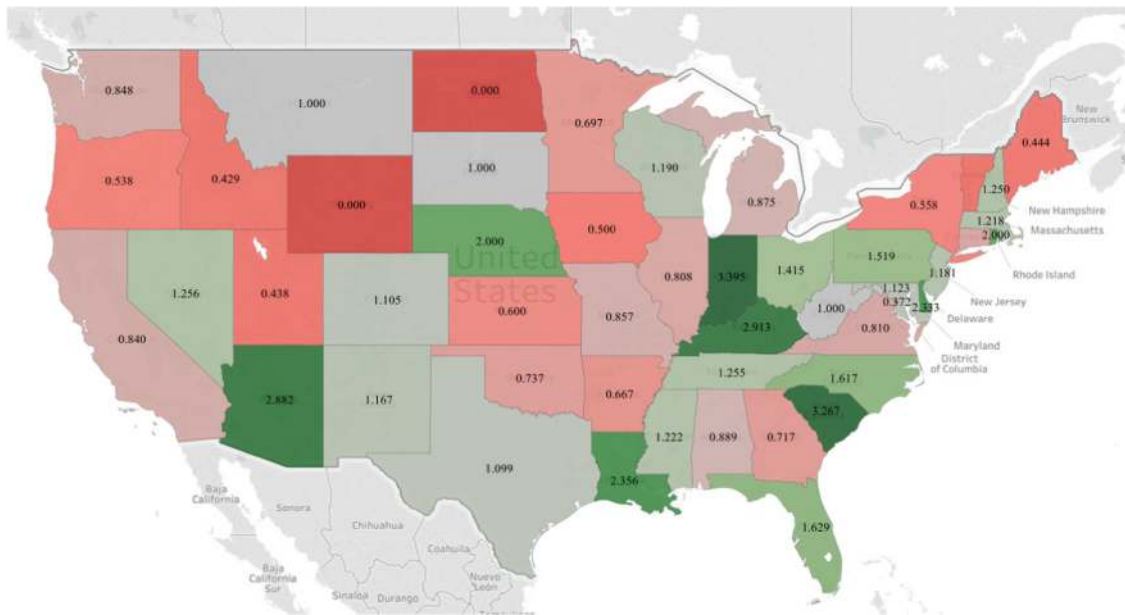 New
Brunswick
0.848
1.000
0.000
0.697
0.444
0.538
0.429
0.000
1.000
1.190
0.875
0.558
1.250
New Hampshire
1.218
Massachusetts
2.000
Rhode Island
0.500
2.000
United
States
1.256
0.438
1.105
0.600
0.857
0.808
3.395
1.415
1.519
1.181
New Jersey
1.123
0.372
2.333
Delaware
Maryland
District
of Columbia
1.000
0.810
2.913
0.840
2.882
1.167
0.737
0.667
1.255
1.617
3.267
1.099
2.356
1.222
0.889
0.717
1.629
Baja
California
Sonora
Chihuahua
Coahuila
Baja
California
Sur
Sinaloa
Durango
Nuevo
León
Tamaulipas